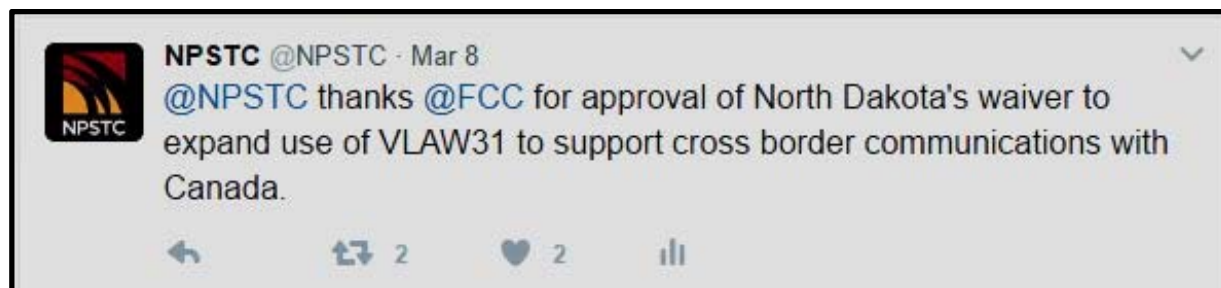 NPSTC @NPSTC · Mar 8
@NPSTC thanks @FCC for approval of North Dakota's waiver to
expand use of VLAW31 to support cross border communications with
Canada.
NPSTC
2 2